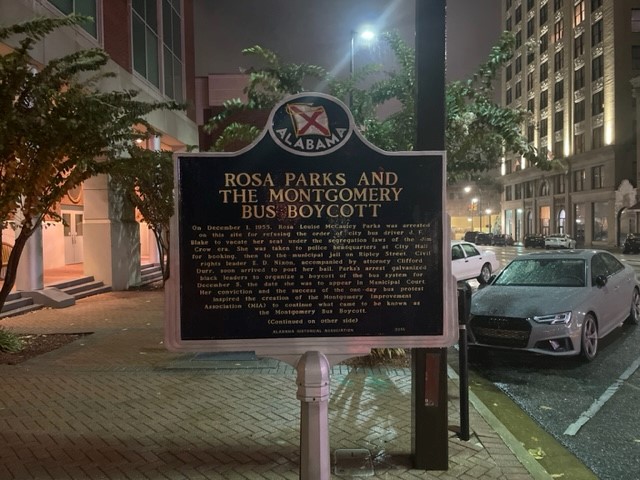 ALABAMA
ROSA PARKS AND
THE MONTGOMERY
BUS BOYCOTT
On December 1, 1955, Rosa Louise McCauley Parks was arrested
on this site for refusing the order of city bus driver J. F.
Blake to vacate her seat under the segregation laws of the Jim
Crow era. She was taken to police headquarters at City Hall
for booking, then to the municipal jail on Ripley Street. Civil
rights leader E. D. Nixon, accompanied by attorney Clifford
Durr, soon arrived to post her bail. Parks's arrest galvanized
black leaders to organize a boycott of the bus system for
December 5, the date she was to appear in Municipal Court.
Her conviction and the success of the one-day bus protest
inspired the creation of the Montgomery Improvement
Association (MIA) to continue what came to be known as
the Montgomery Bus Boycott.
(Continued on other side)
ALABAMA HISTORICAL ASSOCIATION